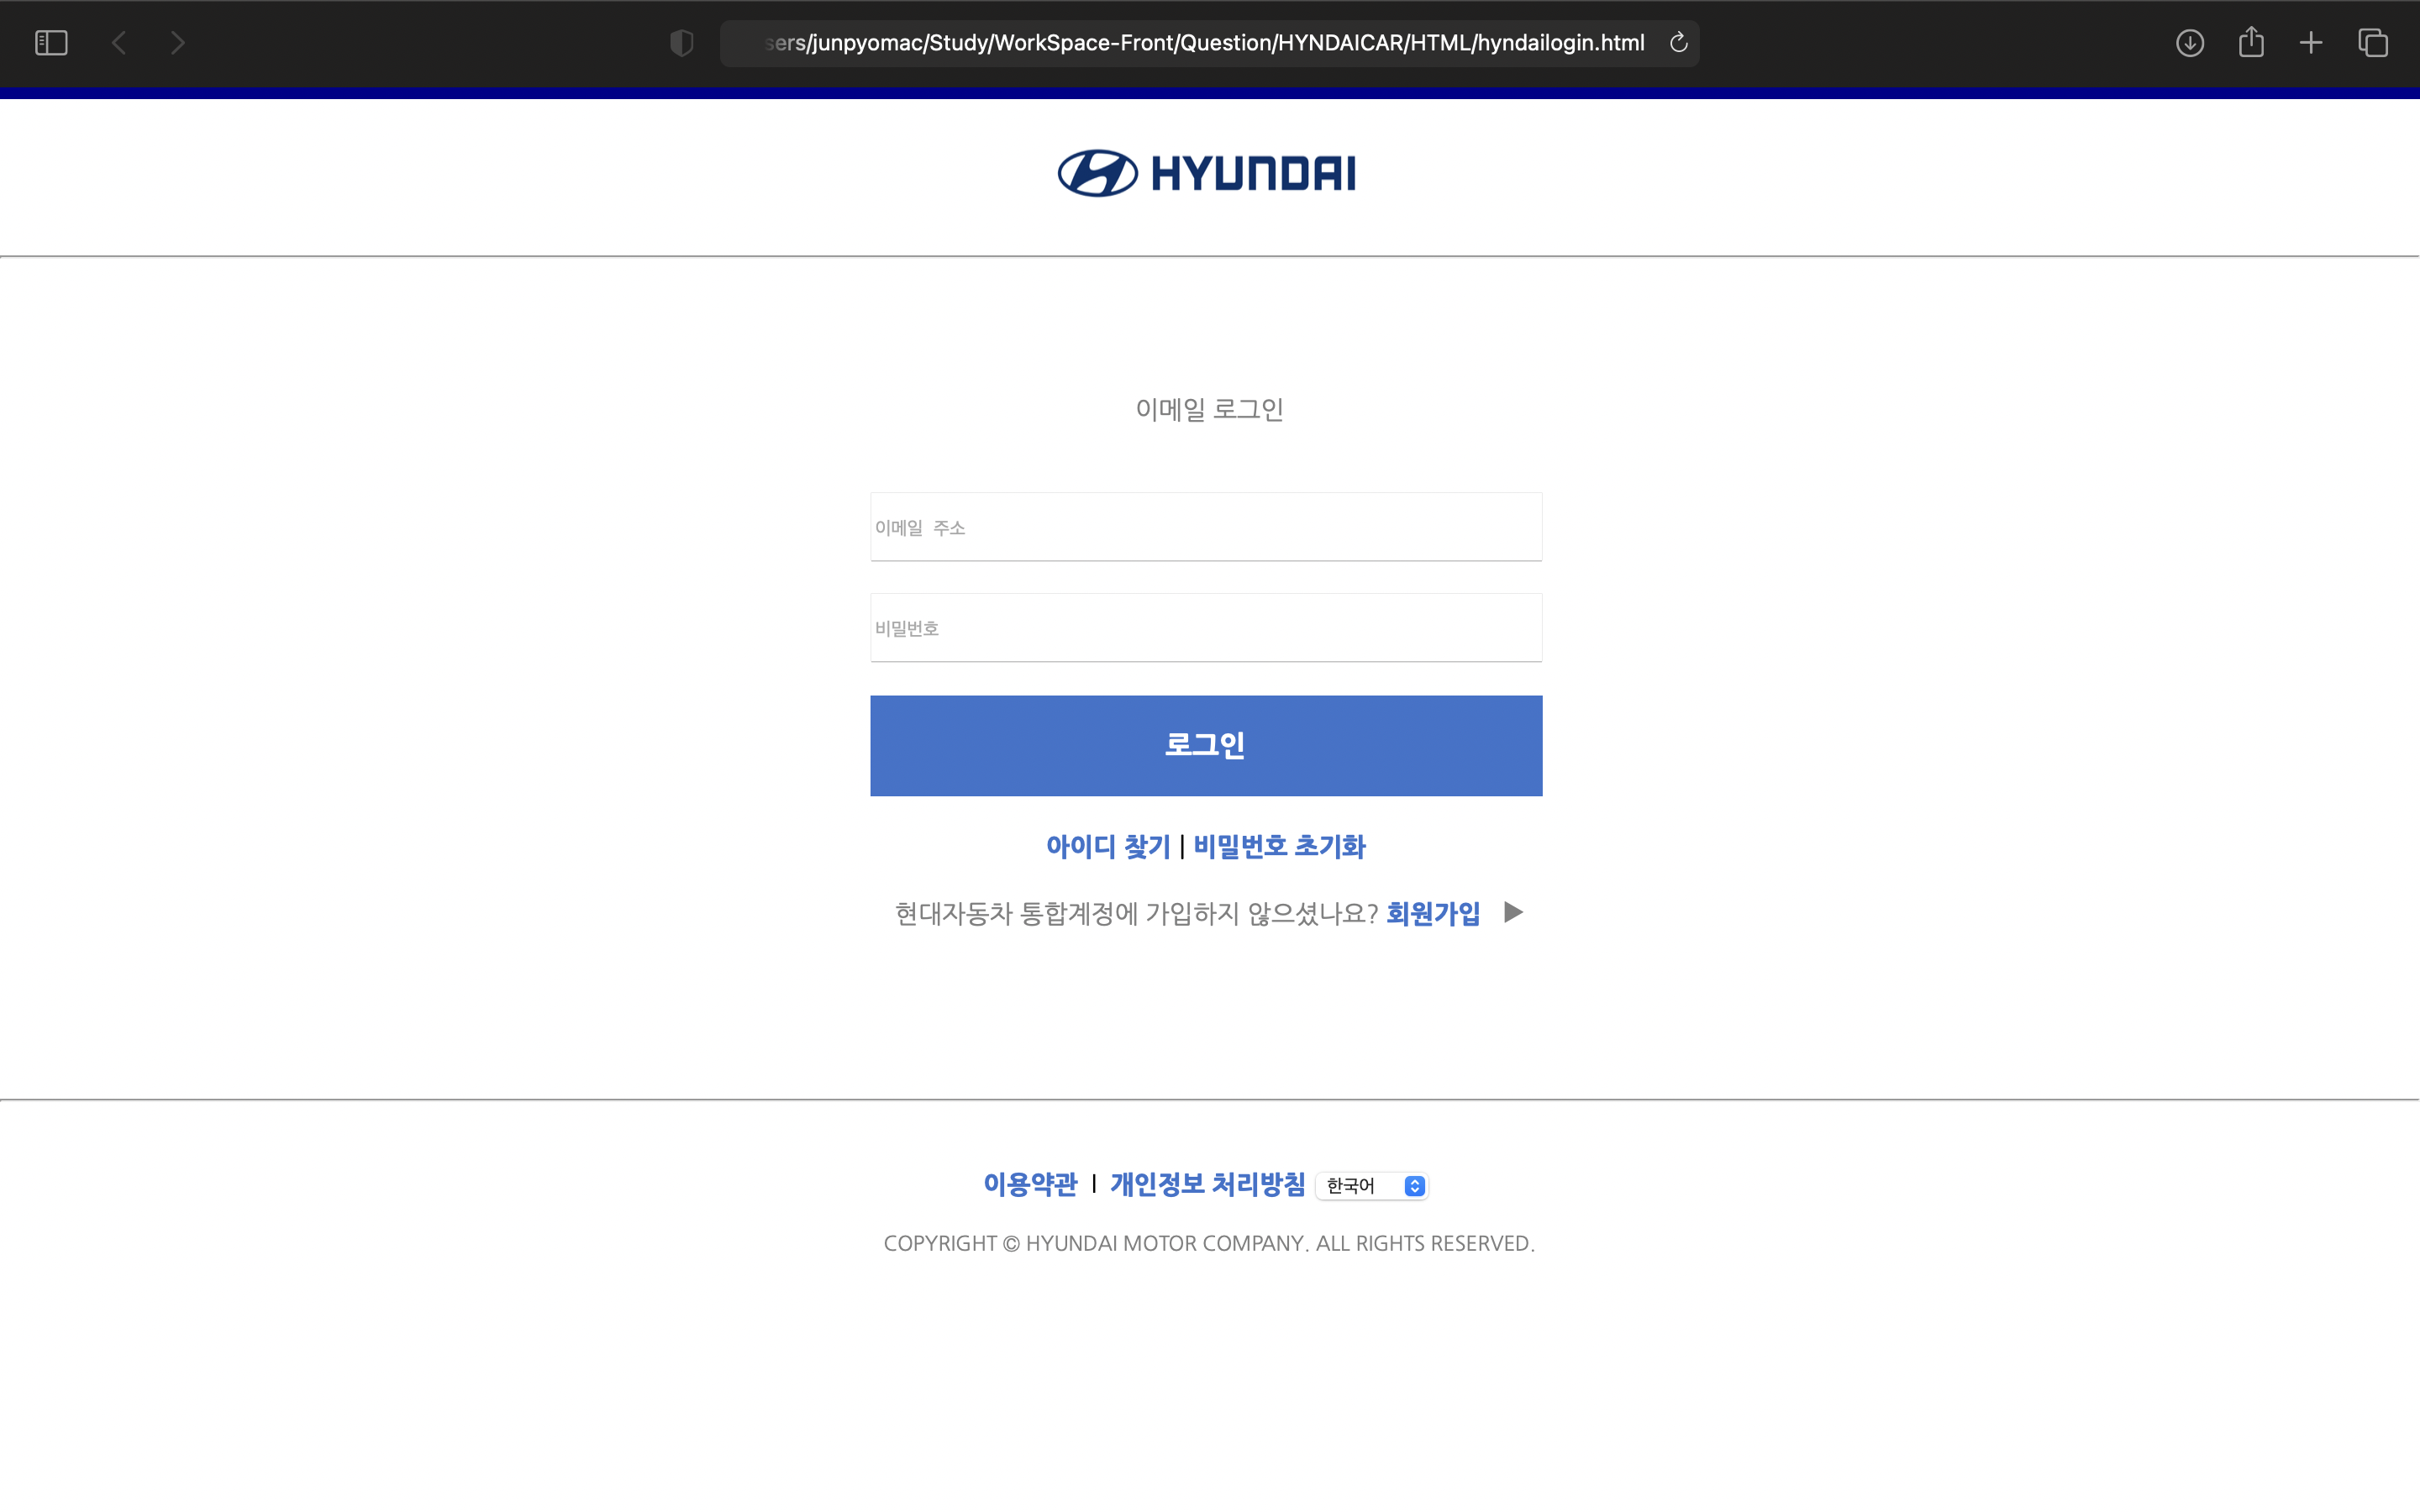 sers/junpyomac/Study/WorkSpace-Front/Question/HYNDAICAR/HTML/hyndailogin.html
HYUNDAI
이메일 로그인
이메일 주소
비밀번호
로그인
아이디 찾기 | 비밀번호 초기화
현대자동차 통합계정에 가입하지 않으셨나요? 회원가입 ▶
이용약관 | 개인정보 처리방침 한국어
COPYRIGHT © HYUNDAI MOTOR COMPANY. ALL RIGHTS RESERVED.